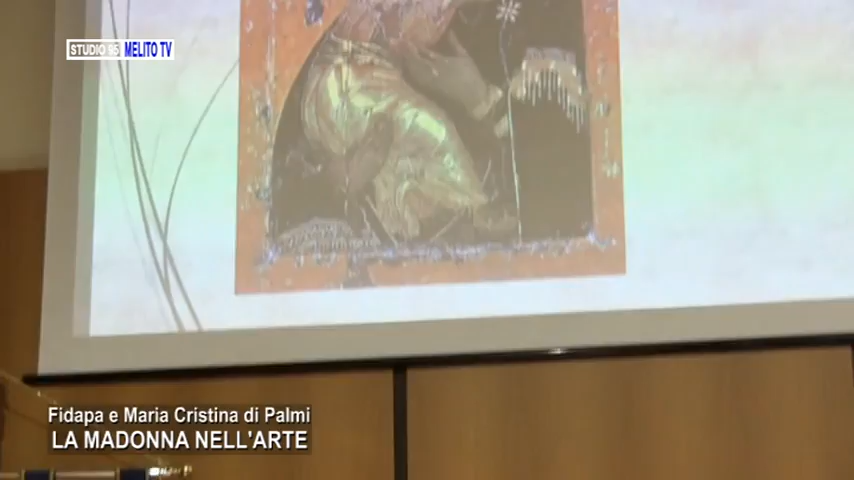 STUDIO 95 MELITO TV
Fidapa e Maria Cristina di Palmi
LA MADONNA NELL'ARTE